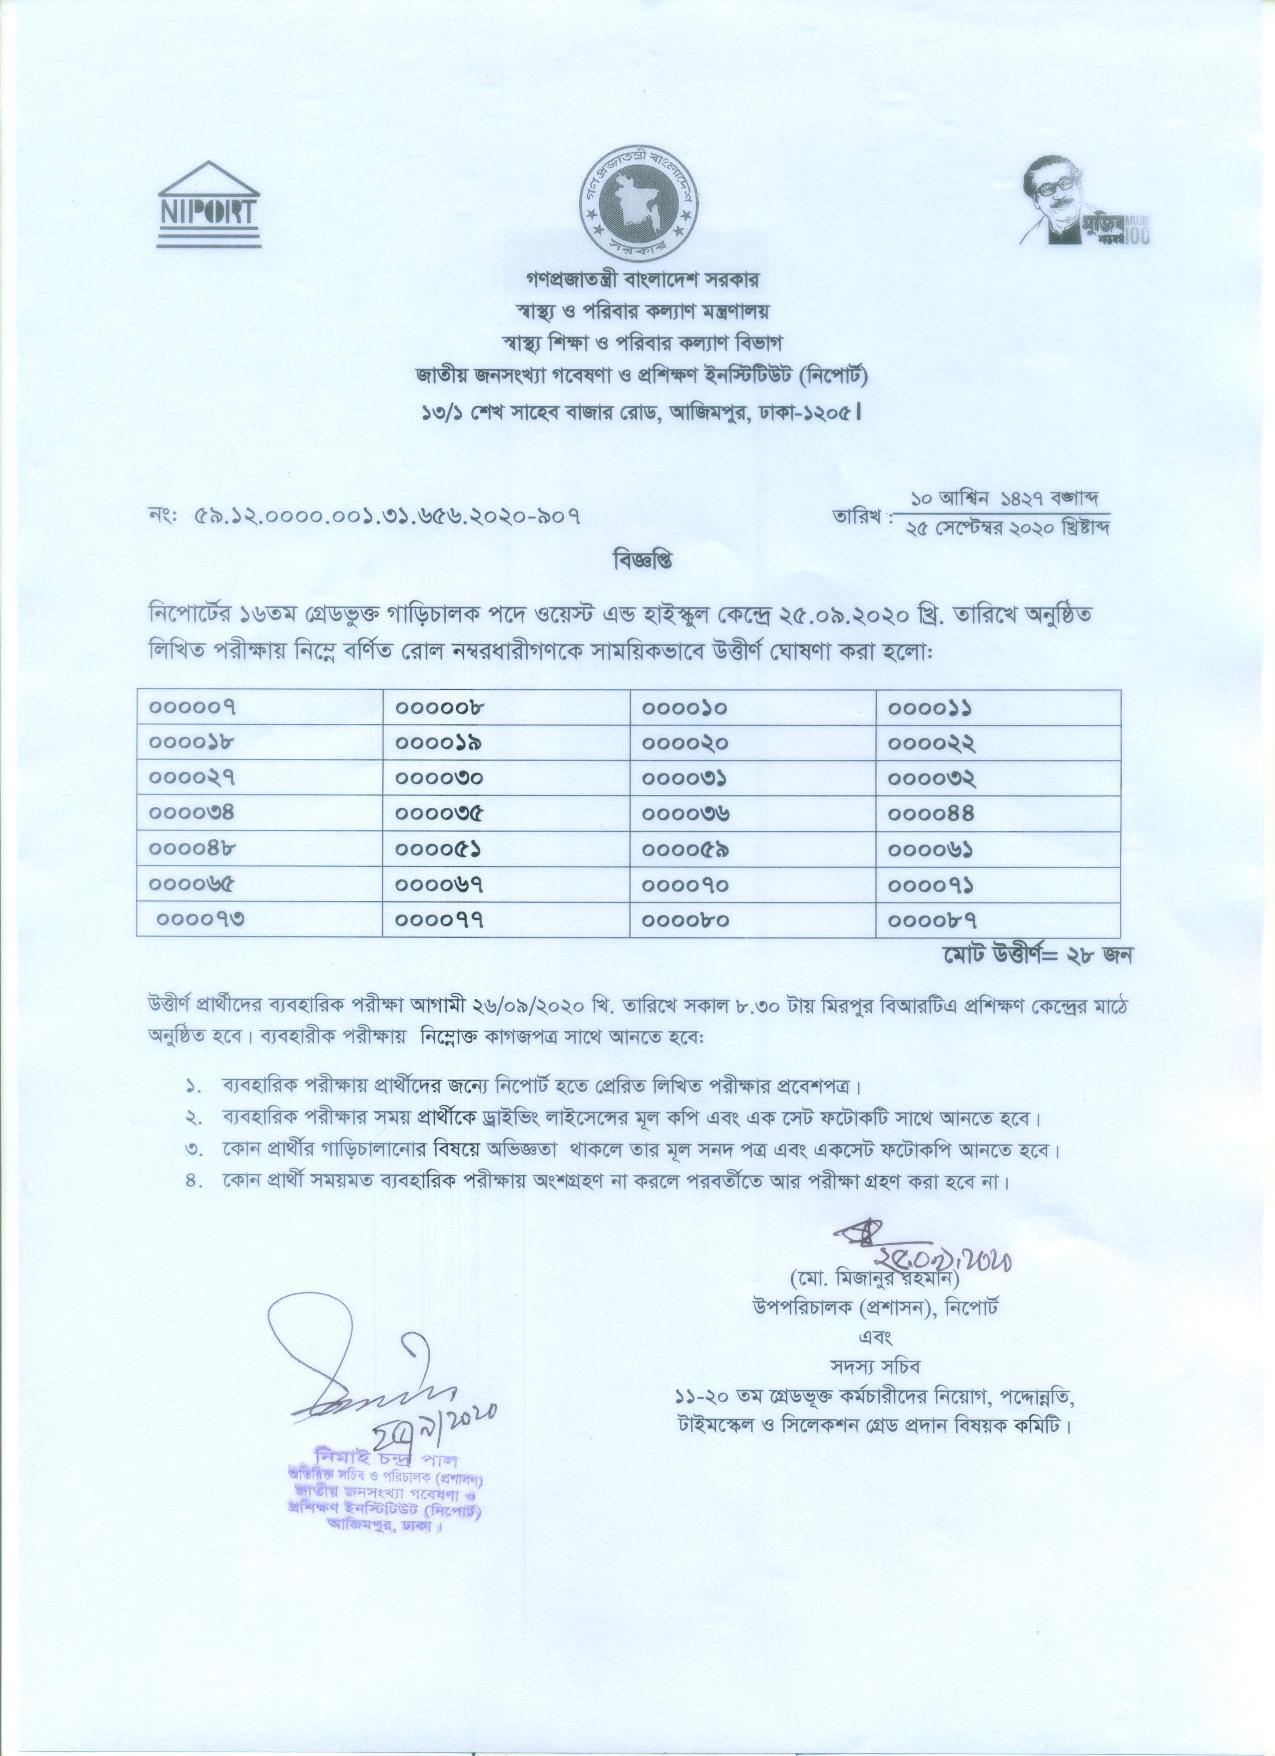 NIPORT
গণপ্রজাতন্ত্রী বাংলাদেশ
সরকার
মুজিব
শতবর্ষ 100
গণপ্রজাতন্ত্রী বাংলাদেশ সরকার
স্বাস্থ্য ও পরিবার কল্যাণ মন্ত্রণালয়
স্বাস্থ্য শিক্ষা ও পরিবার কল্যাণ বিভাগ
জাতীয় জনসংখ্যা গবেষণা ও প্রশিক্ষণ ইনস্টিটিউট (নিপোর্ট)
১৩/১ শেখ সাহেব বাজার রোড, আজিমপুর, ঢাকা-১২০৫।
নং: ৫৯.১২.০০০০.০০১.৩১.৬৫৬.২০২০-৯০৭
১০ আশ্বিন ১৪২৭ বঙ্গাব্দ
তারিখ :
২৫ সেপ্টেম্বর ২০২০ খ্রিষ্টাব্দ
বিজ্ঞপ্তি
নিপোর্টের ১৬তম গ্রেডভুক্ত গাড়িচালক পদে ওয়েস্ট এন্ড হাইস্কুল কেন্দ্রে ২৫.০৯.২০২০ খ্রি. তারিখে অনুষ্ঠিত
লিখিত পরীক্ষায় নিম্নে বর্ণিত রোল নম্বরধারীগণকে সাময়িকভাবে উত্তীর্ণ ঘোষণা করা হলো:
০০০০০৭ ০০০০০৮ ০০০০১০ ০০০০১১
০০০০১৮ ০০০০১৯ ০০০০২০ ০০০০২২
০০০০২৭ ০০০০৩০ ০০০০৩১ ০০০০৩২
০০০০৩৪ ০০০০৩৫ ০০০০৩৬ ০০০০৪৪
০০০০৪৮ ০০০০৫১ ০০০০৫৯ ০০০০৬১
০০০০৬৫ ০০০০৬৭ ০০০০৭০ ০০০০৭১
০০০০৭৩ ০০০০৭৭ ০০০০৮০ ০০০০৮৭
মোট উত্তীর্ণ= ২৮ জন
উত্তীর্ণ প্রার্থীদের ব্যবহারিক পরীক্ষা আগামী ২৬/০৯/২০২০ খি. তারিখে সকাল ৮.৩০ টায় মিরপুর বিআরটিএ প্রশিক্ষণ কেন্দ্রের মাঠে
অনুষ্ঠিত হবে। ব্যবহারীক পরীক্ষায় নিম্নোক্ত কাগজপত্র সাথে আনতে হবে:
১. ব্যবহারিক পরীক্ষায় প্রার্থীদের জন্যে নিপোর্ট হতে প্রেরিত লিখিত পরীক্ষার প্রবেশপত্র।
২. ব্যবহারিক পরীক্ষার সময় প্রার্থীকে ড্রাইভিং লাইসেন্সের মূল কপি এবং এক সেট ফটোকটি সাথে আনতে হবে।
৩. কোন প্রার্থীর গাড়িচালানোর বিষয়ে অভিজ্ঞতা থাকলে তার মূল সনদ পত্র এবং একসেট ফটোকপি আনতে হবে।
৪. কোন প্রার্থী সময়মত ব্যবহারিক পরীক্ষায় অংশগ্রহণ না করলে পরবর্তীতে আর পরীক্ষা গ্রহণ করা হবে না।
২৫.০৯.২০২০
(মো. মিজানুর রহমান)
উপপরিচালক (প্রশাসন), নিপোর্ট
এবং
সদস্য সচিব
১১-২০ তম গ্রেডভূক্ত কর্মচারীদের নিয়োগ, পদ্দোন্নতি,
টাইমস্কেল ও সিলেকশন গ্রেড প্রদান বিষয়ক কমিটি।
নিমাই চন্দ্র পাল
অতিরিক্ত সচিব ও পরিচালক (প্রশাসন)
জাতীয় জনসংখ্যা গবেষণা ও
প্রশিক্ষণ ইনস্টিটিউট (নিপোর্ট)
আজিমপুর, ঢাকা।